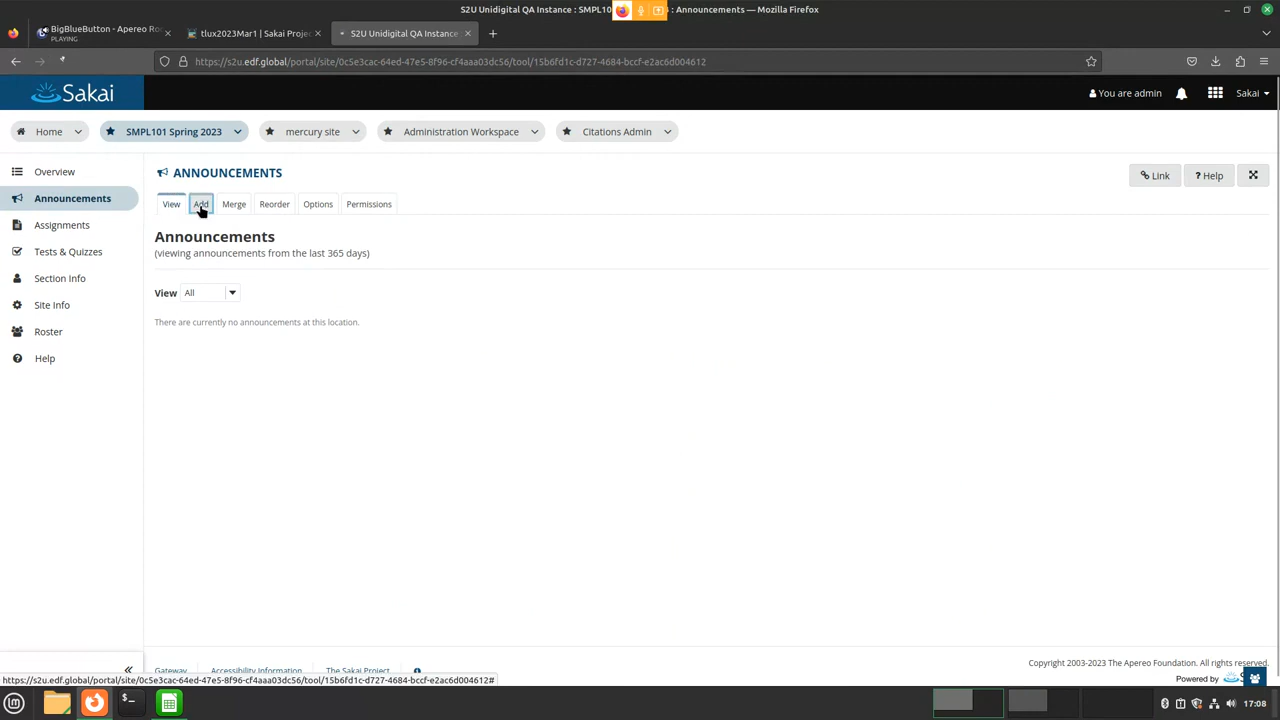 S2U Unidigital QA Instance : SMPL10 : Announcements — Mozilla Firefox
BigBlueButton - Apereo Ro
PLAYING
tlux2023Mar1 | Sakai Proje
S2U Unidigital QA Instance
https://s2u.edf.global/portal/site/0c5e3cac-64ed-47e5-8f96-cf4aaa03dc56/tool/15b6fd1c-d727-4684-bccf-e2ac6d004612
Sakai
You are admin
Sakai
Home
SMPL101 Spring 2023
mercury site
Administration Workspace
Citations Admin
Overview
Announcements
Assignments
Tests & Quizzes
Section Info
Site Info
Roster
Help
ANNOUNCEMENTS
Link
? Help
View
Add
Merge
Reorder
Options
Permissions
Announcements
(viewing announcements from the last 365 days)
View All
There are currently no announcements at this location.
Gateway
Accessibility Information
The Sakai Project
Copyright 2003-2023 The Apereo Foundation. All rights reserved.
Powered by
https://s2u.edf.global/portal/site/0c5e3cac-64ed-47e5-8f96-cf4aaa03dc56/tool/15b6fd1c-d727-4684-bccf-e2ac6d004612#
17:08